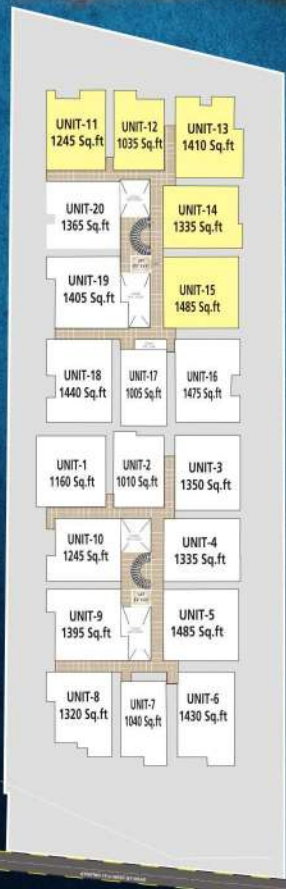 UNIT-11
1245 Sq.ft
UNIT-12
1035 Sq.ft
UNIT-13
1410 Sq.ft
UNIT-20
1365 Sq.ft
UNIT-14
1335 Sq.ft
UNIT-19
1405 Sq.ft
UNIT-15
1485 Sq.ft
LIFT
UNIT-18
1440 Sq.ft
UNIT-17
1005 Sq.ft
UNIT-16
1475 Sq.ft
UNIT-1
1160 Sq.ft
UNIT-2
1010 Sq.ft
UNIT-3
1350 Sq.ft
UNIT-10
1245 Sq.ft
UNIT-4
1335 Sq.ft
UNIT-9
1395 Sq.ft
LIFT
UNIT-5
1485 Sq.ft
UNIT-8
1320 Sq.ft
UNIT-7
1040 Sq.ft
UNIT-6
1430 Sq.ft